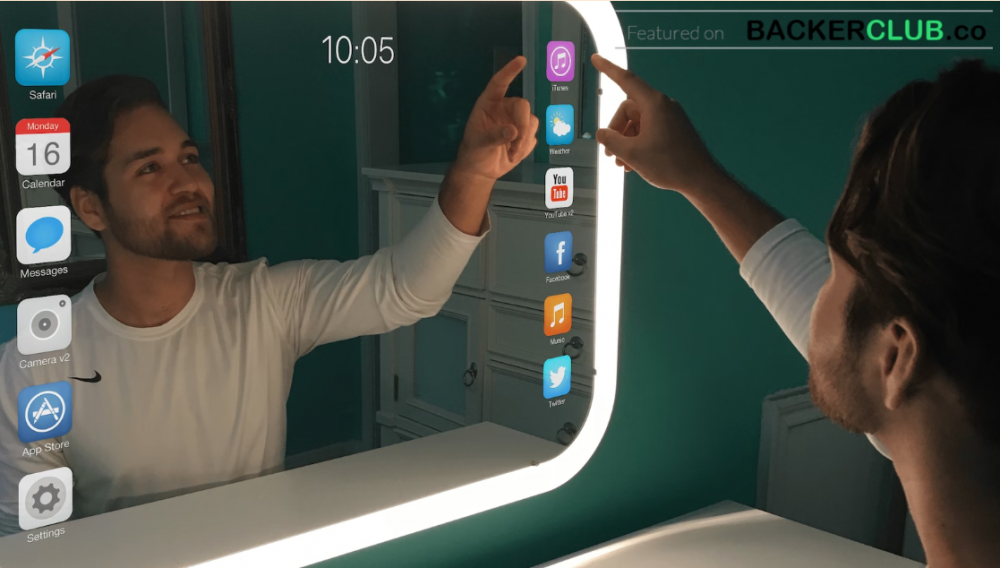 Featured on BACKERCLUB.co
10:05
Safari
Monday
16
Calendar
Messages
Camera v2
App Store
Settings
iTunes
Weather
You
Tube
YouTube v2
f
Facebook
Music
Twitter